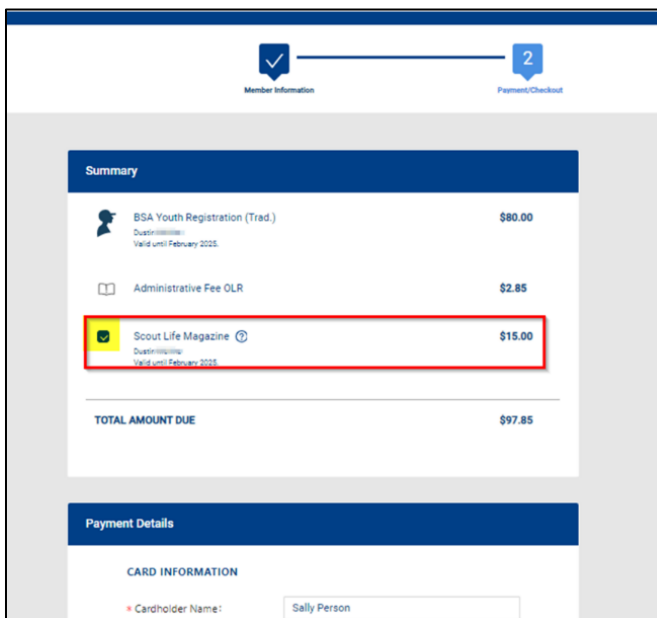 2
Member Information
Payment/Checkout
Summary
BSA Youth Registration (Trad.)
$80.00
Dustin
Valid until February 2025.
Administrative Fee OLR
$2.85
Scout Life Magazine ?
$15.00
Dustin
Valid until February 2025.
TOTAL AMOUNT DUE
$97.85
Payment Details
CARD INFORMATION
* Cardholder Name:
Sally Person